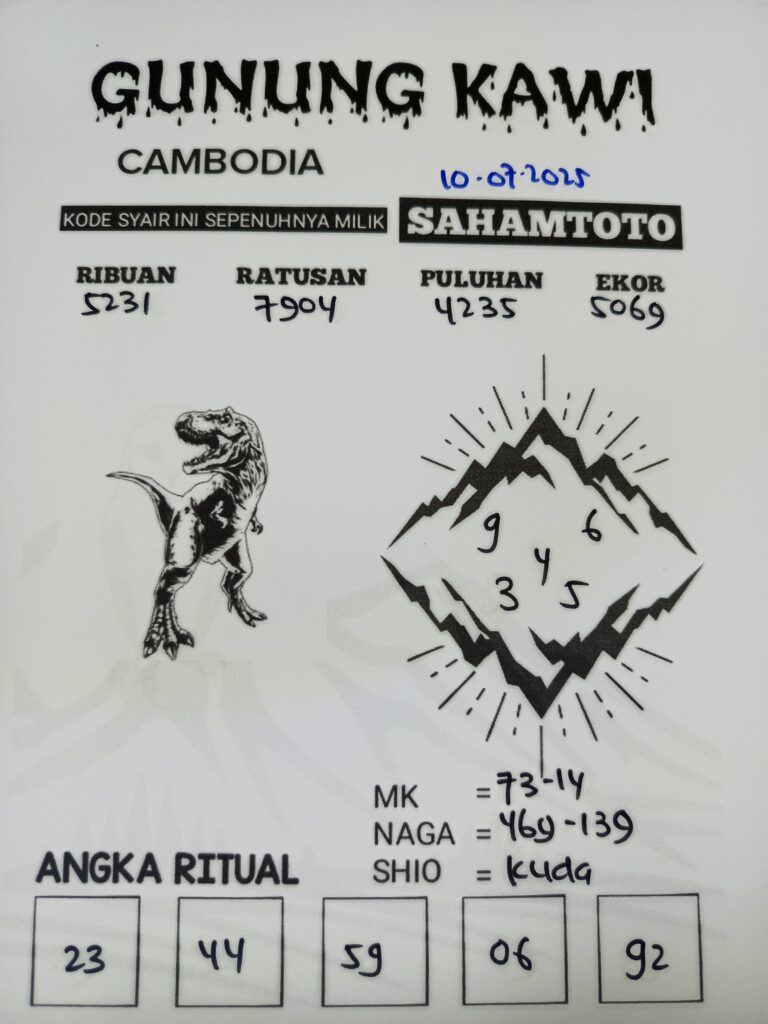 GUNUNG KAWI
CAMBODIA
10-07-2025
KODE SYAIR INI SEPENUHNYA MILIK SAHAMTOTO
RIBUAN RATUSAN PULUHAN EKOR
5231 7904 4235 5069
9 6
4
3 5
MK = 73-14
NAGA = 469-139
SHIO = kuda
ANGKA RITUAL
23 44 59 06 92